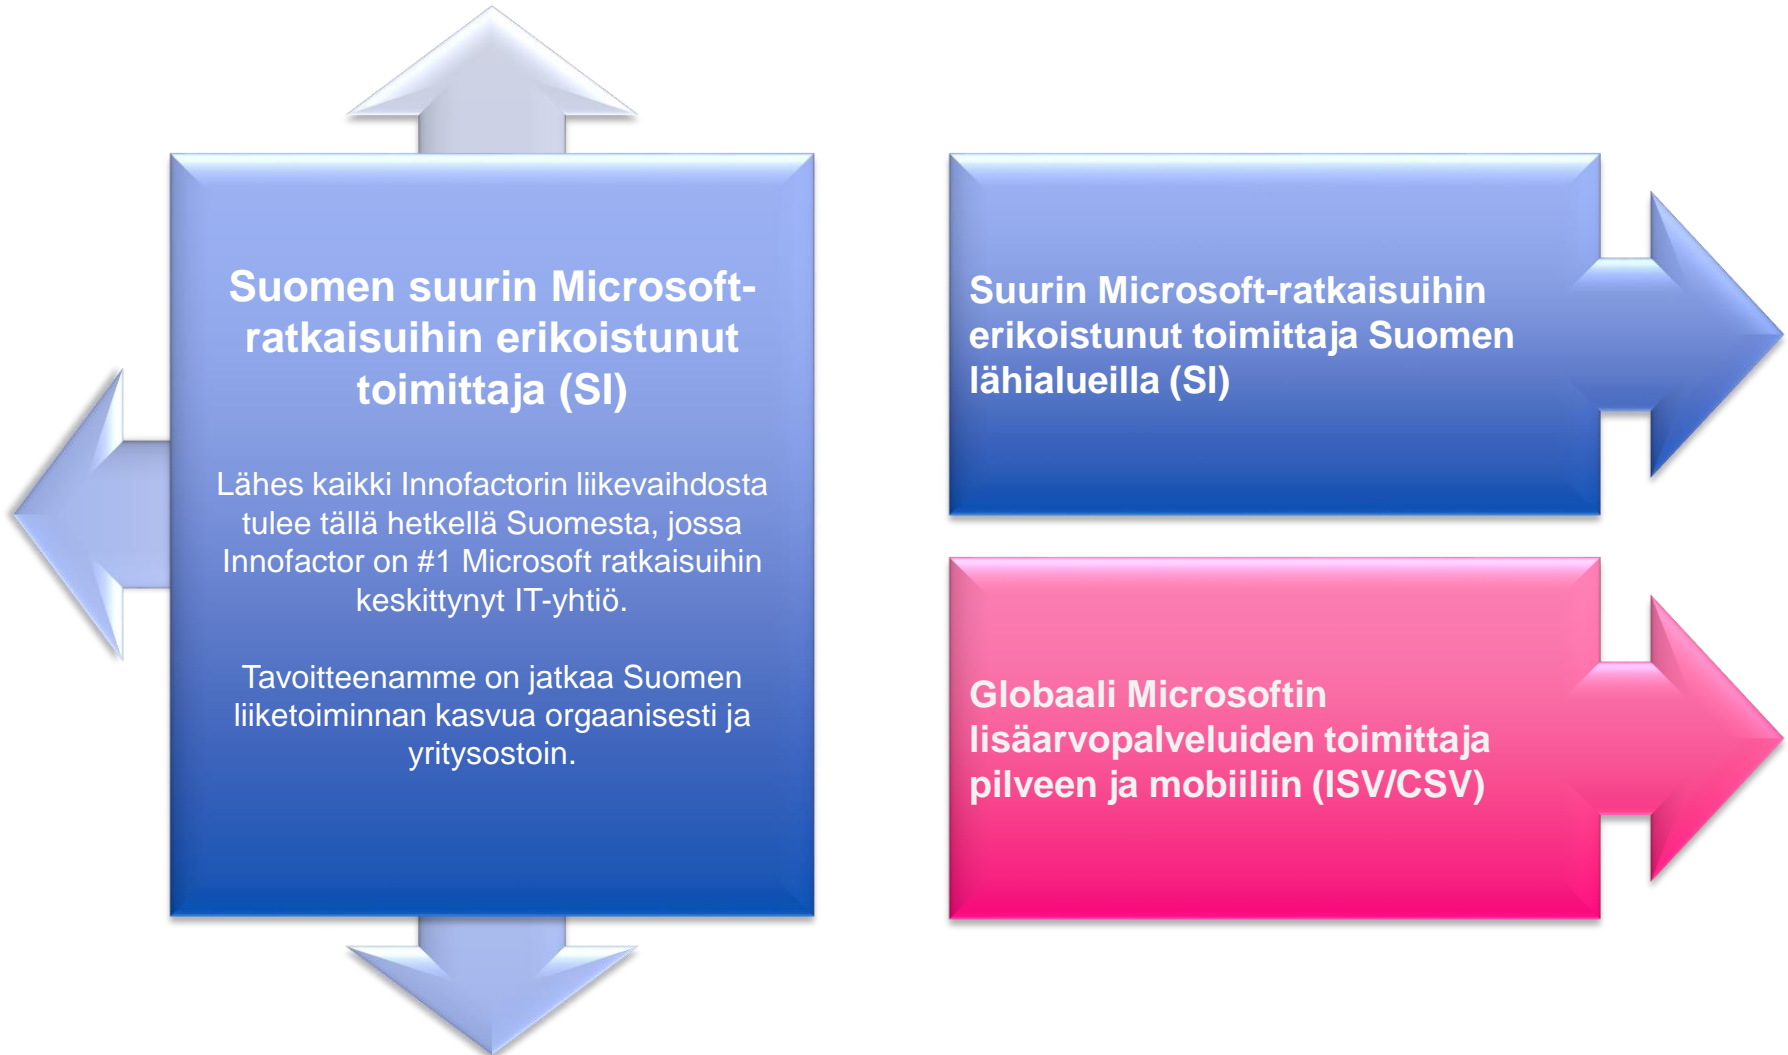 Suomen suurin Microsoft-
ratkaisuihin erikoistunut
toimittaja (SI)
Lähes kaikki Innofactorin liikevaihdosta
tulee tällä hetkellä Suomesta, jossa
Innofactor on #1 Microsoft ratkaisuihin
keskittynyt IT-yhtiö.
Tavoitteenamme on jatkaa Suomen
liiketoiminnan kasvua orgaanisesti ja
yritysostoin.
Suurin Microsoft-ratkaisuihin
erikoistunut toimittaja Suomen
lähialueilla (SI)
Globaali Microsoftin
lisäarvopalveluiden toimittaja
pilveen ja mobiiliin (ISV/CSV)